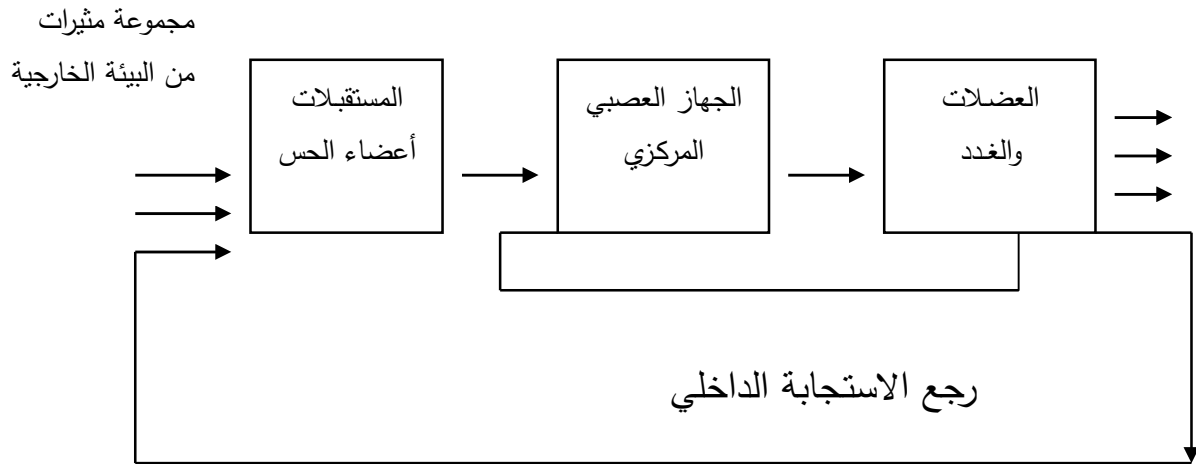 مجموعة مثيرات
من البيئة الخارجية
المستقبلات
أعضاء الحس
الجهاز العصبي
المركزي
العضلات
والغدد
رجع الاستجابة الداخلي